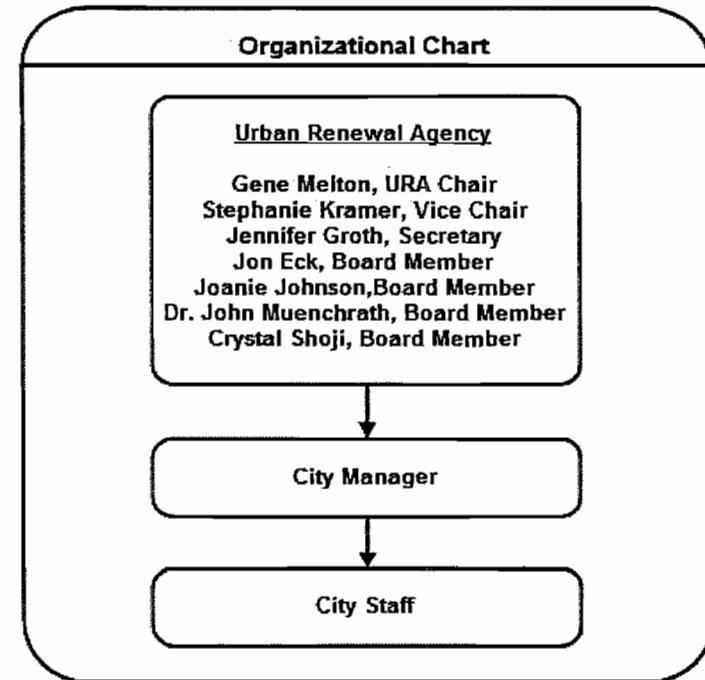 Organizational Chart
Urban Renewal Agency
Gene Melton, URA Chair
Stephanie Kramer, Vice Chair
Jennifer Groth, Secretary
Jon Eck, Board Member
Joanie Johnson,Board Member
Dr. John Muenchrath, Board Member
Crystal Shoji, Board Member
City Manager
City Staff